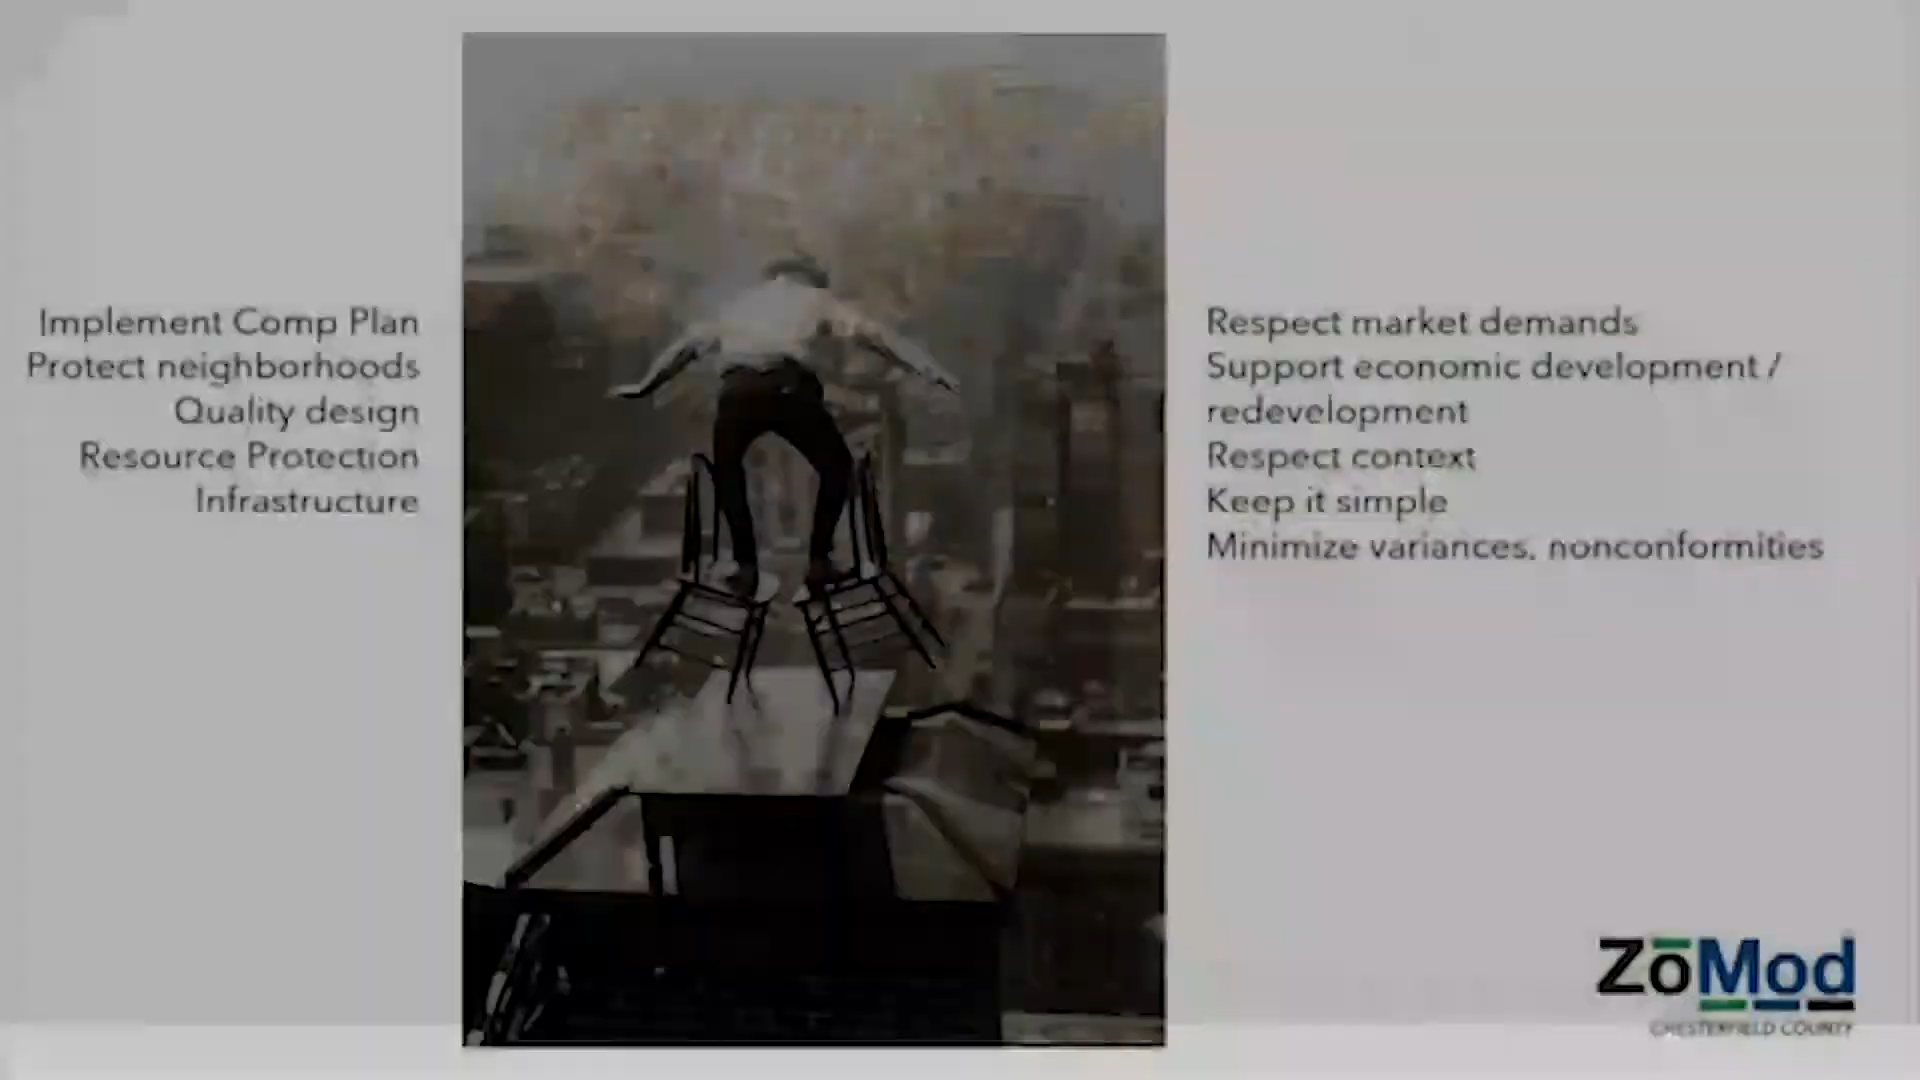 Implement Comp Plan
Protect neighborhoods
Quality design
Resource Protection
Infrastructure
Respect market demands
Support economic development /
redevelopment
Respect context
Keep it simple
Minimize variances, nonconformities
ZōMod
CHESTERFIELD COUNTY